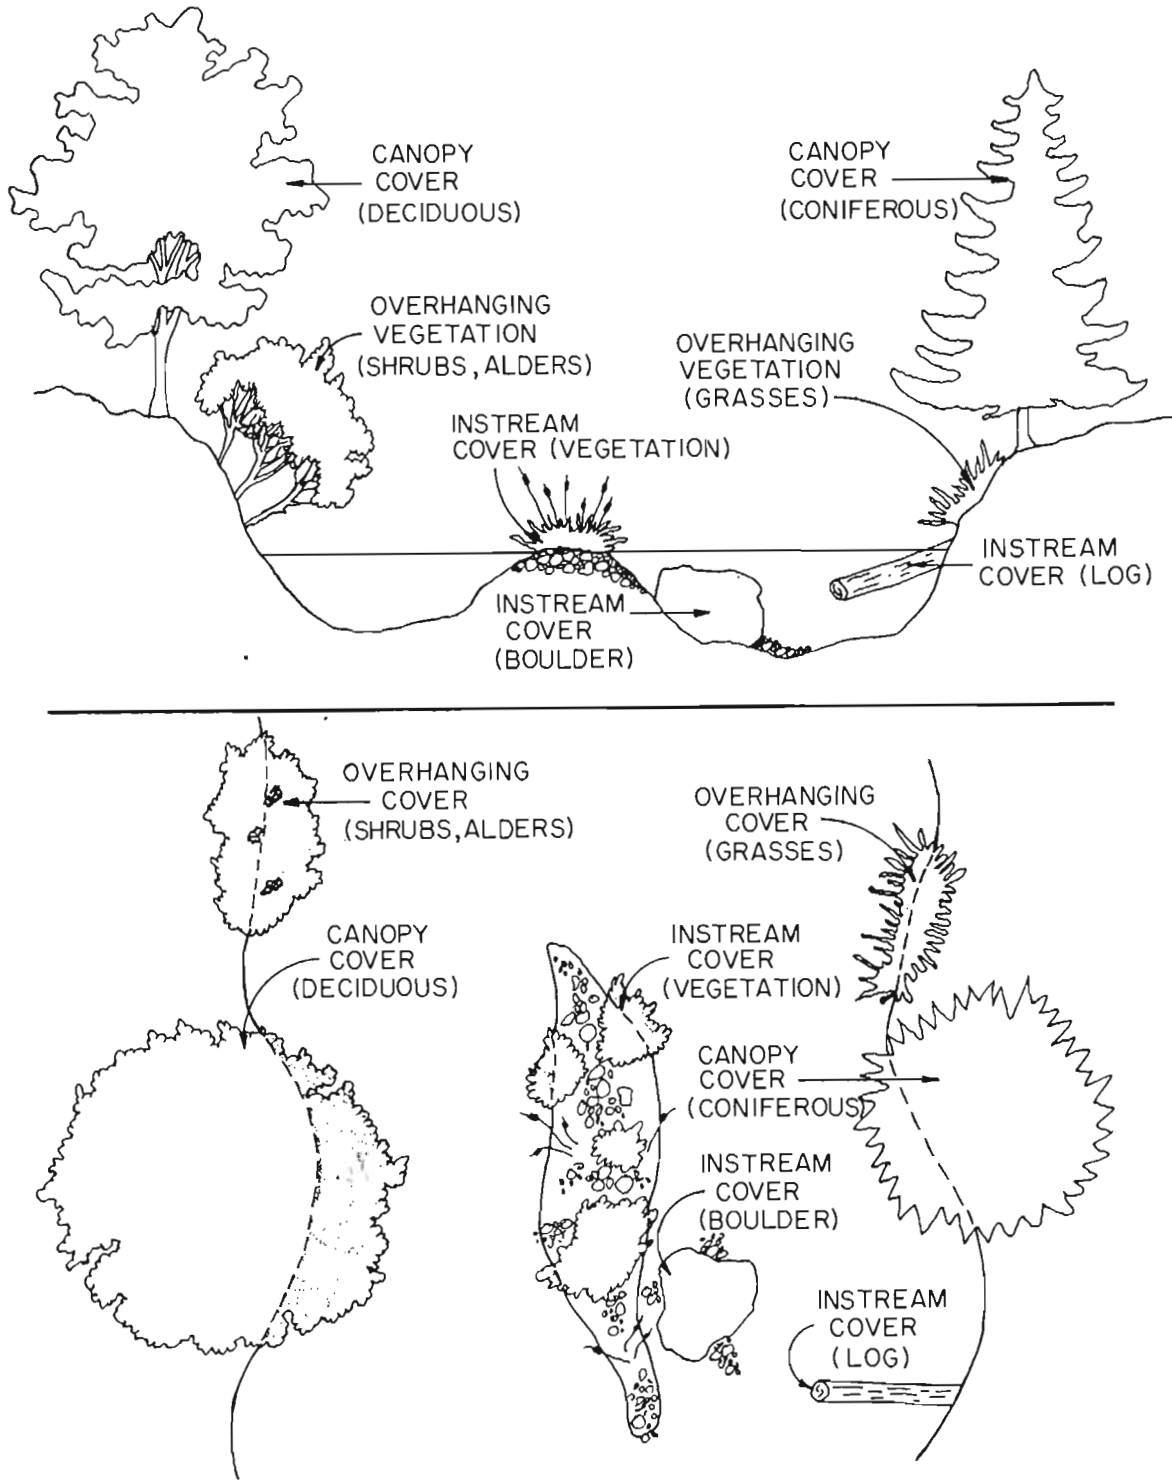 CANOPY
COVER
(DECIDUOUS)
CANOPY
COVER
(CONIFEROUS)
OVERHANGING
VEGETATION
(SHRUBS, ALDERS)
OVERHANGING
VEGETATION
(GRASSES)
INSTREAM
COVER (VEGETATION)
INSTREAM
COVER (LOG)
INSTREAM
COVER
(BOULDER)
OVERHANGING
COVER
(SHRUBS, ALDERS)
OVERHANGING
COVER
(GRASSES)
CANOPY
COVER
(DECIDUOUS)
INSTREAM
COVER
(VEGETATION)
CANOPY
COVER
(CONIFEROUS)
INSTREAM
COVER
(BOULDER)
INSTREAM
COVER
(LOG)